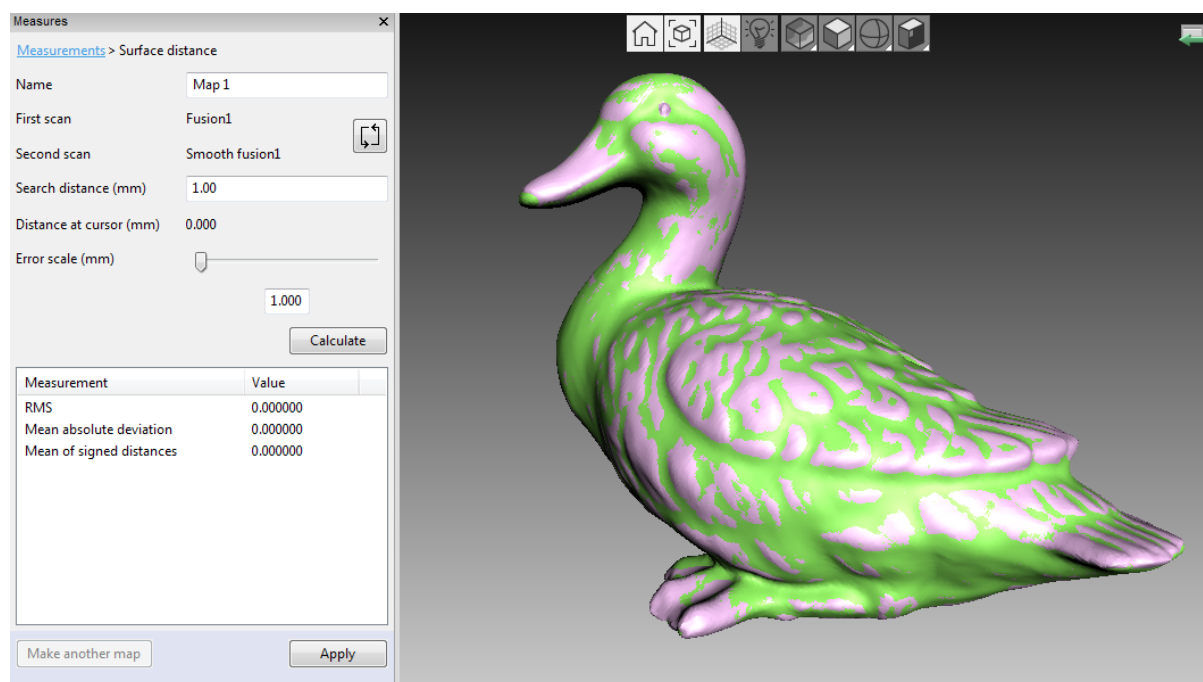 Measures
Measurements > Surface distance
Name Map 1
First scan Fusion1
Second scan Smooth fusion1
Search distance (mm) 1.00
Distance at cursor (mm) 0.000
Error scale (mm)
1.000
Calculate
Measurement Value
RMS 0.000000
Mean absolute deviation 0.000000
Mean of signed distances 0.000000
Make another map Apply